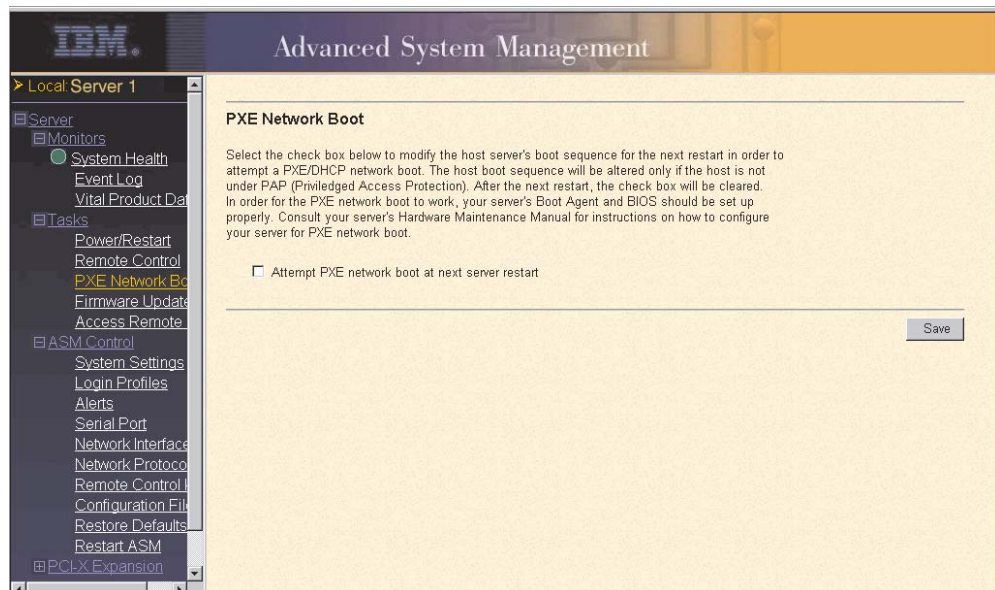 IBM®
Advanced System Management
Local: Server 1
Server
Monitors
System Health
Event Log
Vital Product Dat
Tasks
Power/Restart
Remote Control
PXE Network Bo
Firmware Update
Access Remote
ASM Control
System Settings
Login Profiles
Alerts
Serial Port
Network Interface
Network Protoco
Remote Control
Configuration File
Restore Defaults
Restart ASM
PCI-X Expansion
PXE Network Boot
Select the check box below to modify the host server's boot sequence for the next restart in order to
attempt a PXE/DHCP network boot. The host boot sequence will be altered only if the host is not
under PAP (Priviledged Access Protection). After the next restart, the check box will be cleared.
In order for the PXE network boot to work, your server's Boot Agent and BIOS should be set up
properly. Consult your server's Hardware Maintenance Manual for instructions on how to configure
your server for PXE network boot.
Attempt PXE network boot at next server restart
Save